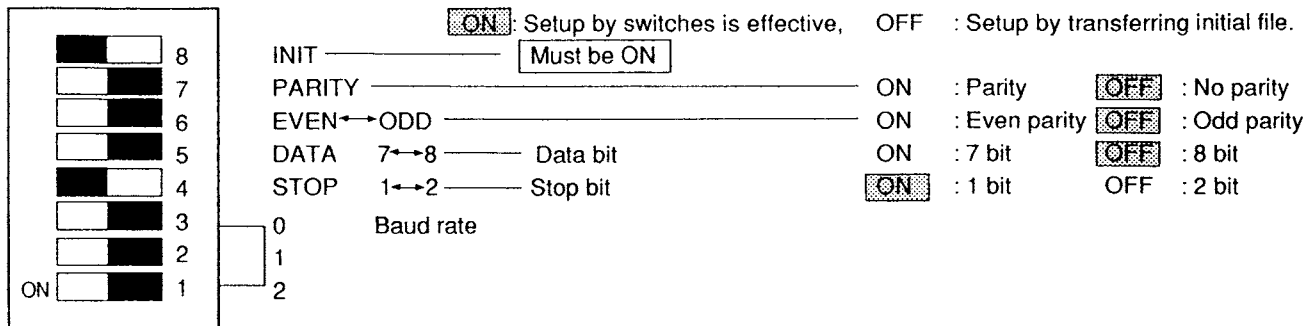 ON : Setup by switches is effective, OFF : Setup by transferring initial file.
8 INIT Must be ON
7 PARITY ON : Parity OFF : No parity
6 EVEN↔ODD ON : Even parity OFF : Odd parity
5 DATA 7↔8 Data bit ON : 7 bit OFF : 8 bit
4 STOP 1↔2 Stop bit ON : 1 bit OFF : 2 bit
3 0 Baud rate
2 1
ON 1 2